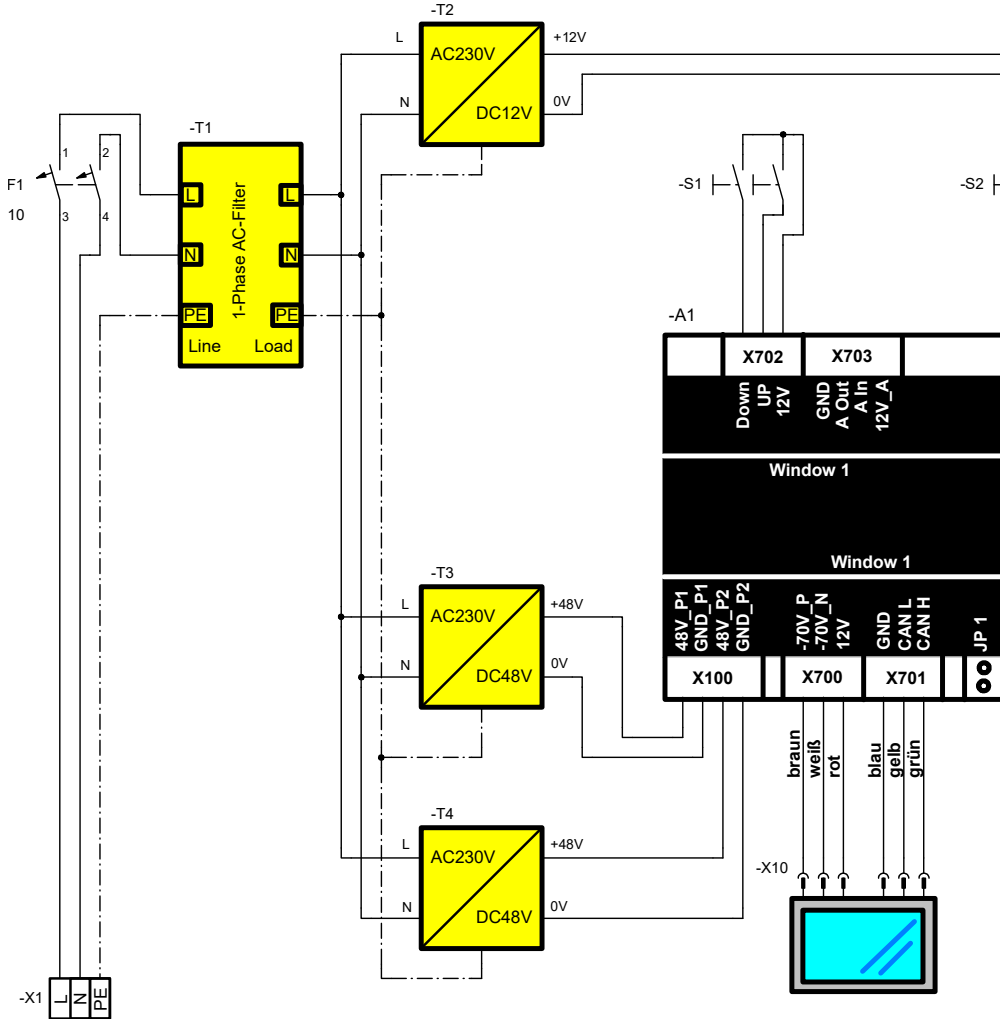 -T2
L
AC230V
+12V
N
DC12V
0V
-T1
1
2
F1
10
3
4
L
L
N
N
PE
PE
1-Phase AC-Filter
Line
Load
-S1
-S2
-A1
X702
X703
Down
UP
12V
GND
A Out
A In
12V_A
Window 1
Window 1
48V_P1
GND_P1
48V_P2
GND_P2
-70V_P
-70V_N
12V
GND
CAN L
CAN H
JP 1
X100
X700
X701
-T3
L
AC230V
+48V
N
DC48V
0V
braun
weiß
rot
blau
gelb
grün
-T4
L
AC230V
+48V
N
DC48V
0V
-X10
-X1
L
N
PE